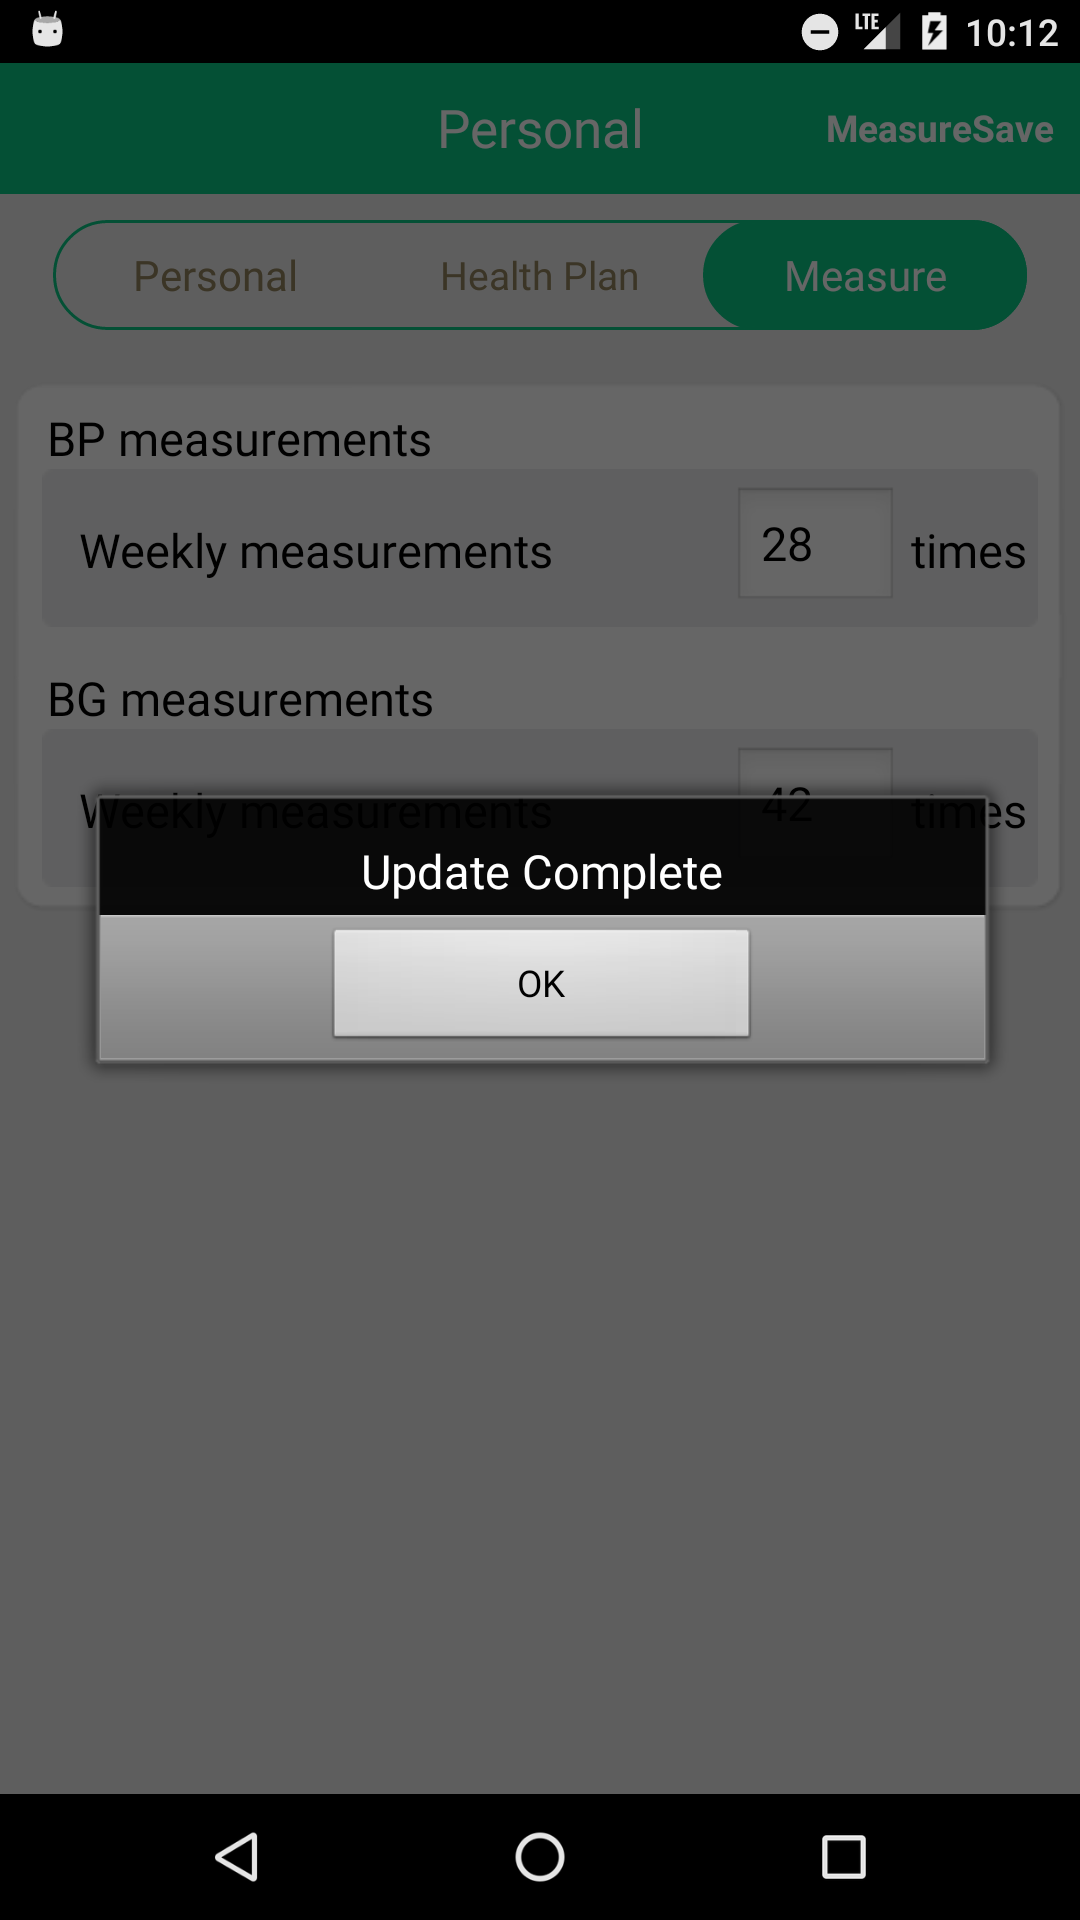 LTE 10:12
Personal MeasureSave
Personal Health Plan Measure
BP measurements
Weekly measurements 28 times
BG measurements
Weekly measurements 42 times
Update Complete
OK